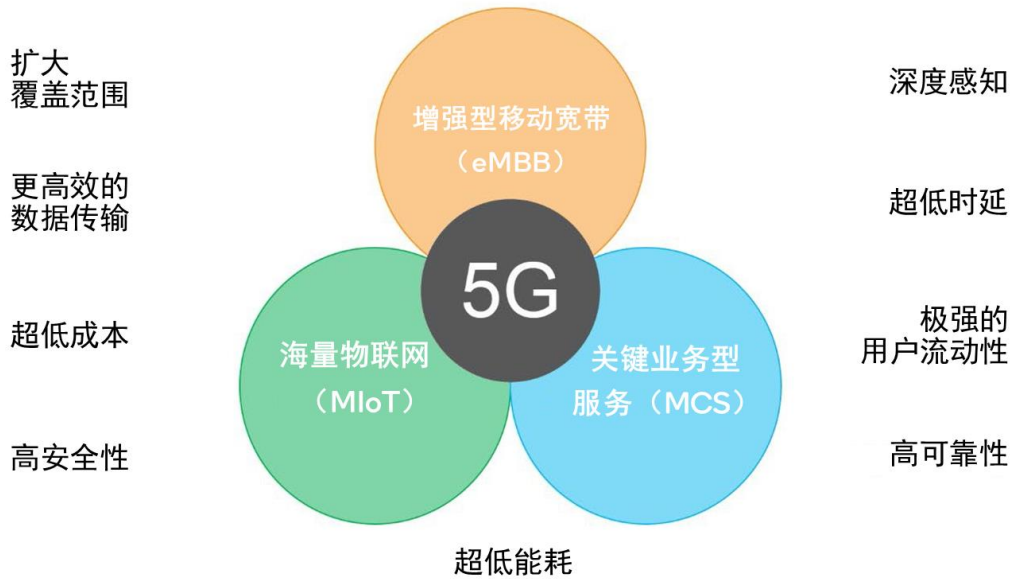 扩大
覆盖范围
更高效的
数据传输
超低成本
高安全性
增强型移动宽带
（eMBB）
5G
海量物联网
（MIoT）
关键业务型
服务（MCS）
深度感知
超低时延
极强的
用户流动性
高可靠性
超低能耗